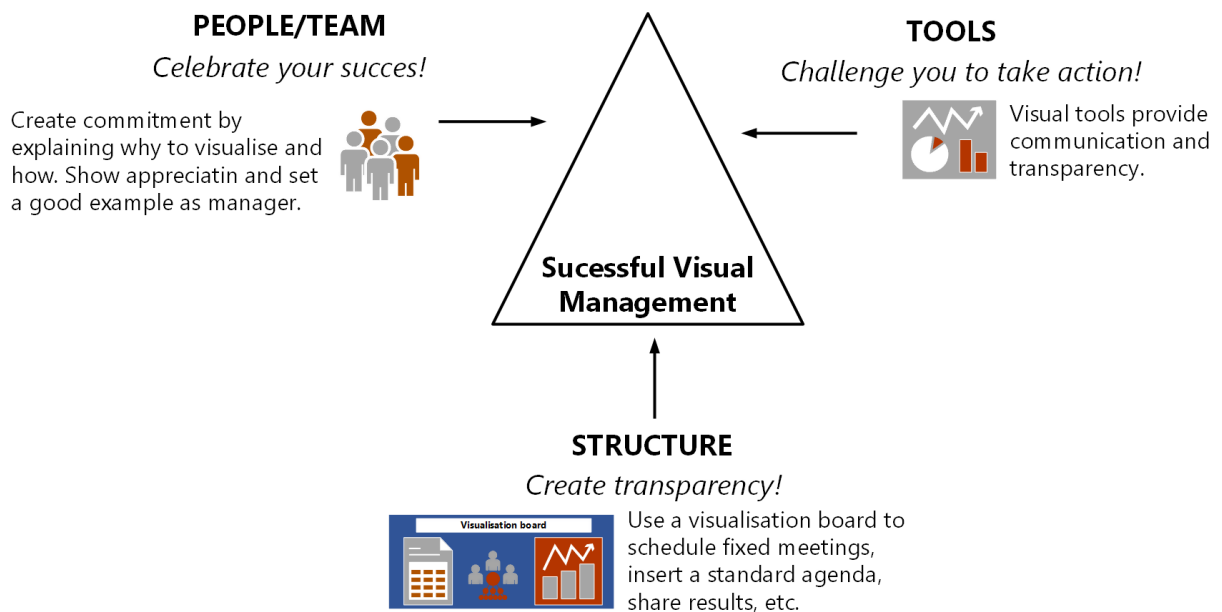 PEOPLE/TEAM
Celebrate your succes!
Create commitment by
explaining why to visualise and
how. Show appreciatin and set
a good example as manager.
TOOLS
Challenge you to take action!
Visual tools provide
communication and
transparency.
Sucessful Visual
Management
STRUCTURE
Create transparency!
Visualisation board
Use a visualisation board to
schedule fixed meetings,
insert a standard agenda,
share results, etc.